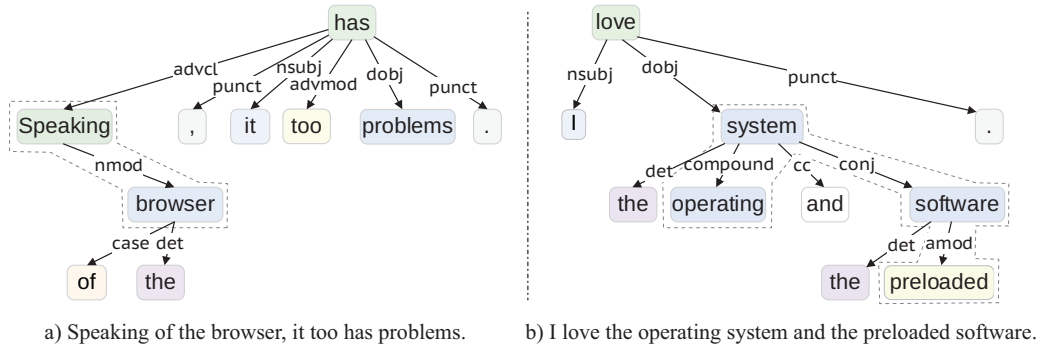 has
love
advcl
punct
nsubj
advmod
dobj
punct
nsubj
dobj
punct
Speaking
,
it
too
problems
.
I
system
.
nmod
det
compound
cc
conj
browser
the
operating
and
software
case
det
det
amod
of
the
the
preloaded
a) Speaking of the browser, it too has problems.
b) I love the operating system and the preloaded software.